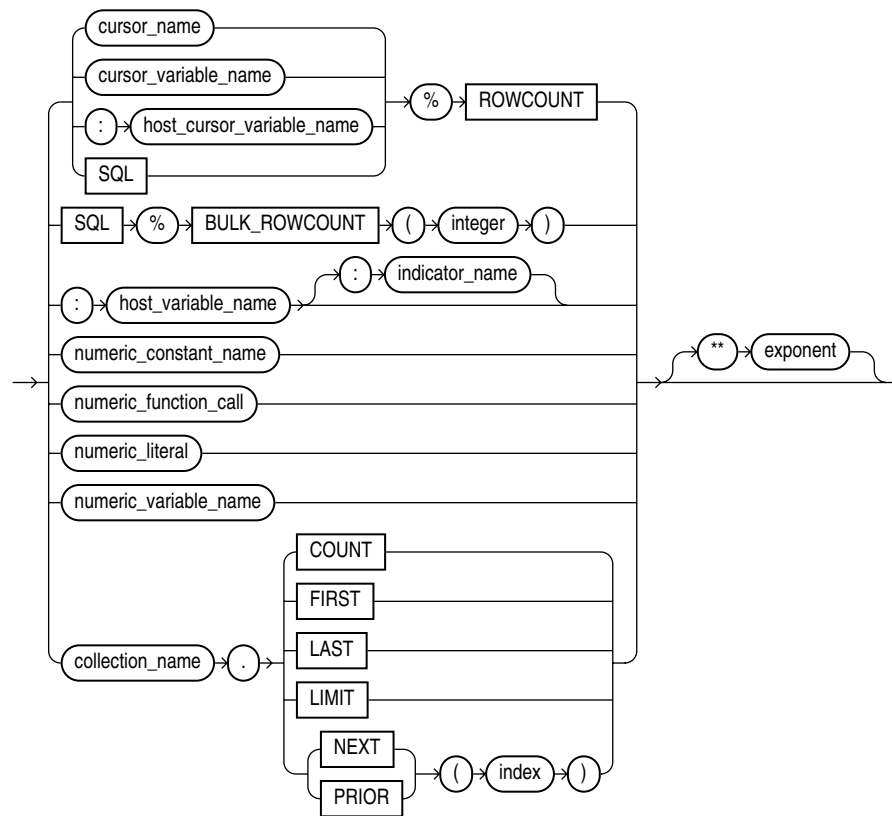 cursor_name
cursor_variable_name
: host_cursor_variable_name
SQL
% ROWCOUNT
SQL % BULK_ROWCOUNT ( integer )
: host_variable_name : indicator_name
numeric_constant_name
numeric_function_call
numeric_literal
numeric_variable_name
** exponent
collection_name .
COUNT
FIRST
LAST
LIMIT
NEXT
PRIOR
( index )